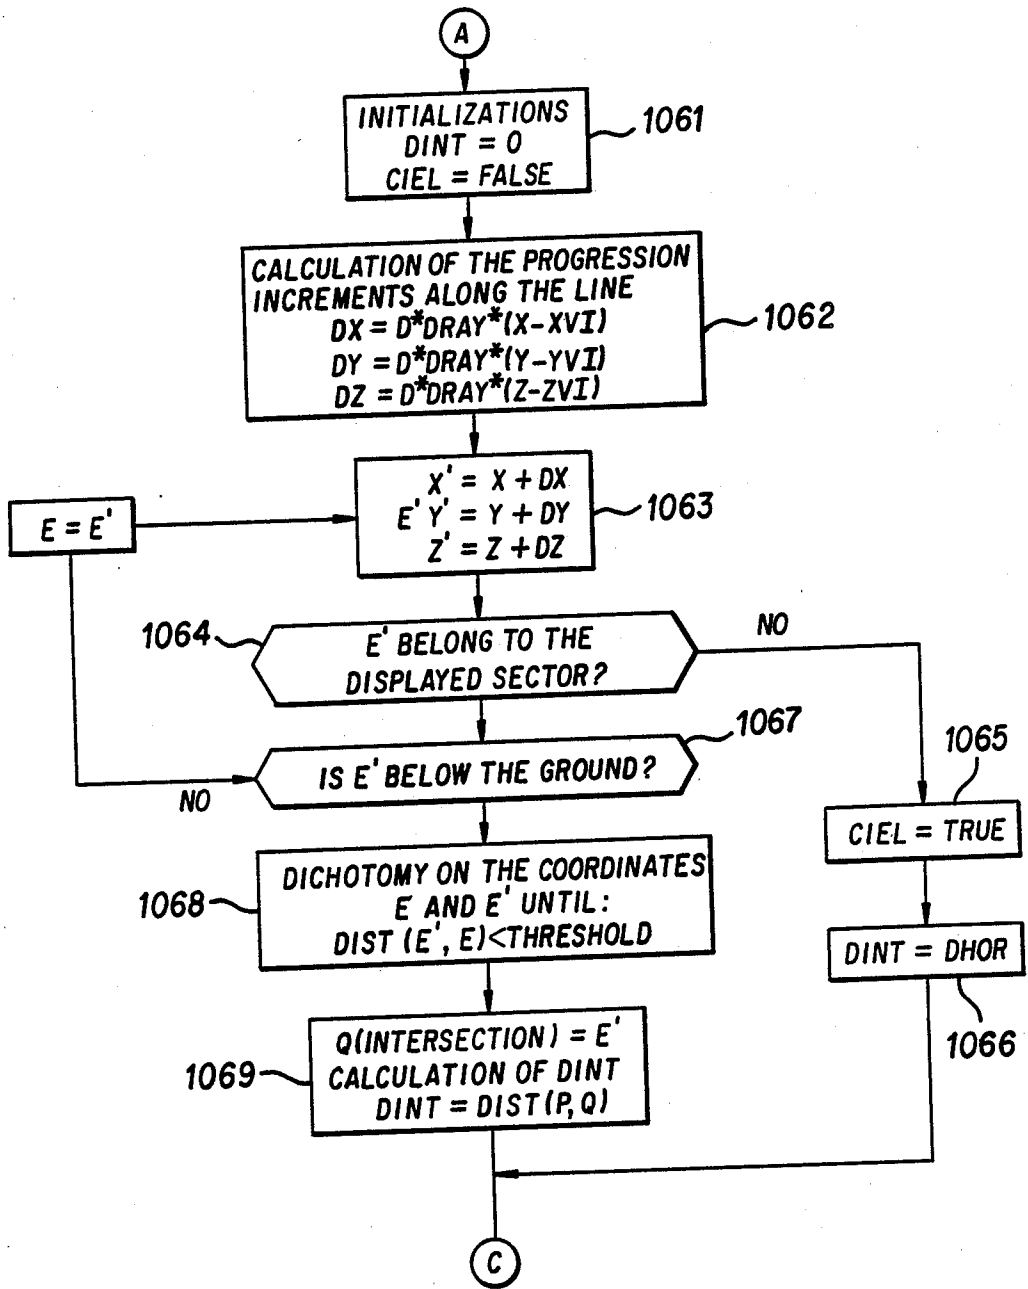 A
INITIALIZATIONS
DINT = 0
CIEL = FALSE
1061
CALCULATION OF THE PROGRESSION
INCREMENTS ALONG THE LINE
DX = D*DRAY*(X-XVI)
DY = D*DRAY*(Y-YVI)
DZ = D*DRAY*(Z-ZVI)
1062
E = E'
X' = X + DX
E' Y' = Y + DY
Z' = Z + DZ
1063
1064
E' BELONG TO THE
DISPLAYED SECTOR?
NO
1067
IS E' BELOW THE GROUND?
NO
1065
CIEL = TRUE
1068
DICHOTOMY ON THE COORDINATES
E AND E' UNTIL:
DIST (E', E)<THRESHOLD
DINT = DHOR
1066
1069
Q(INTERSECTION) = E'
CALCULATION OF DINT
DINT = DIST(P,Q)
C